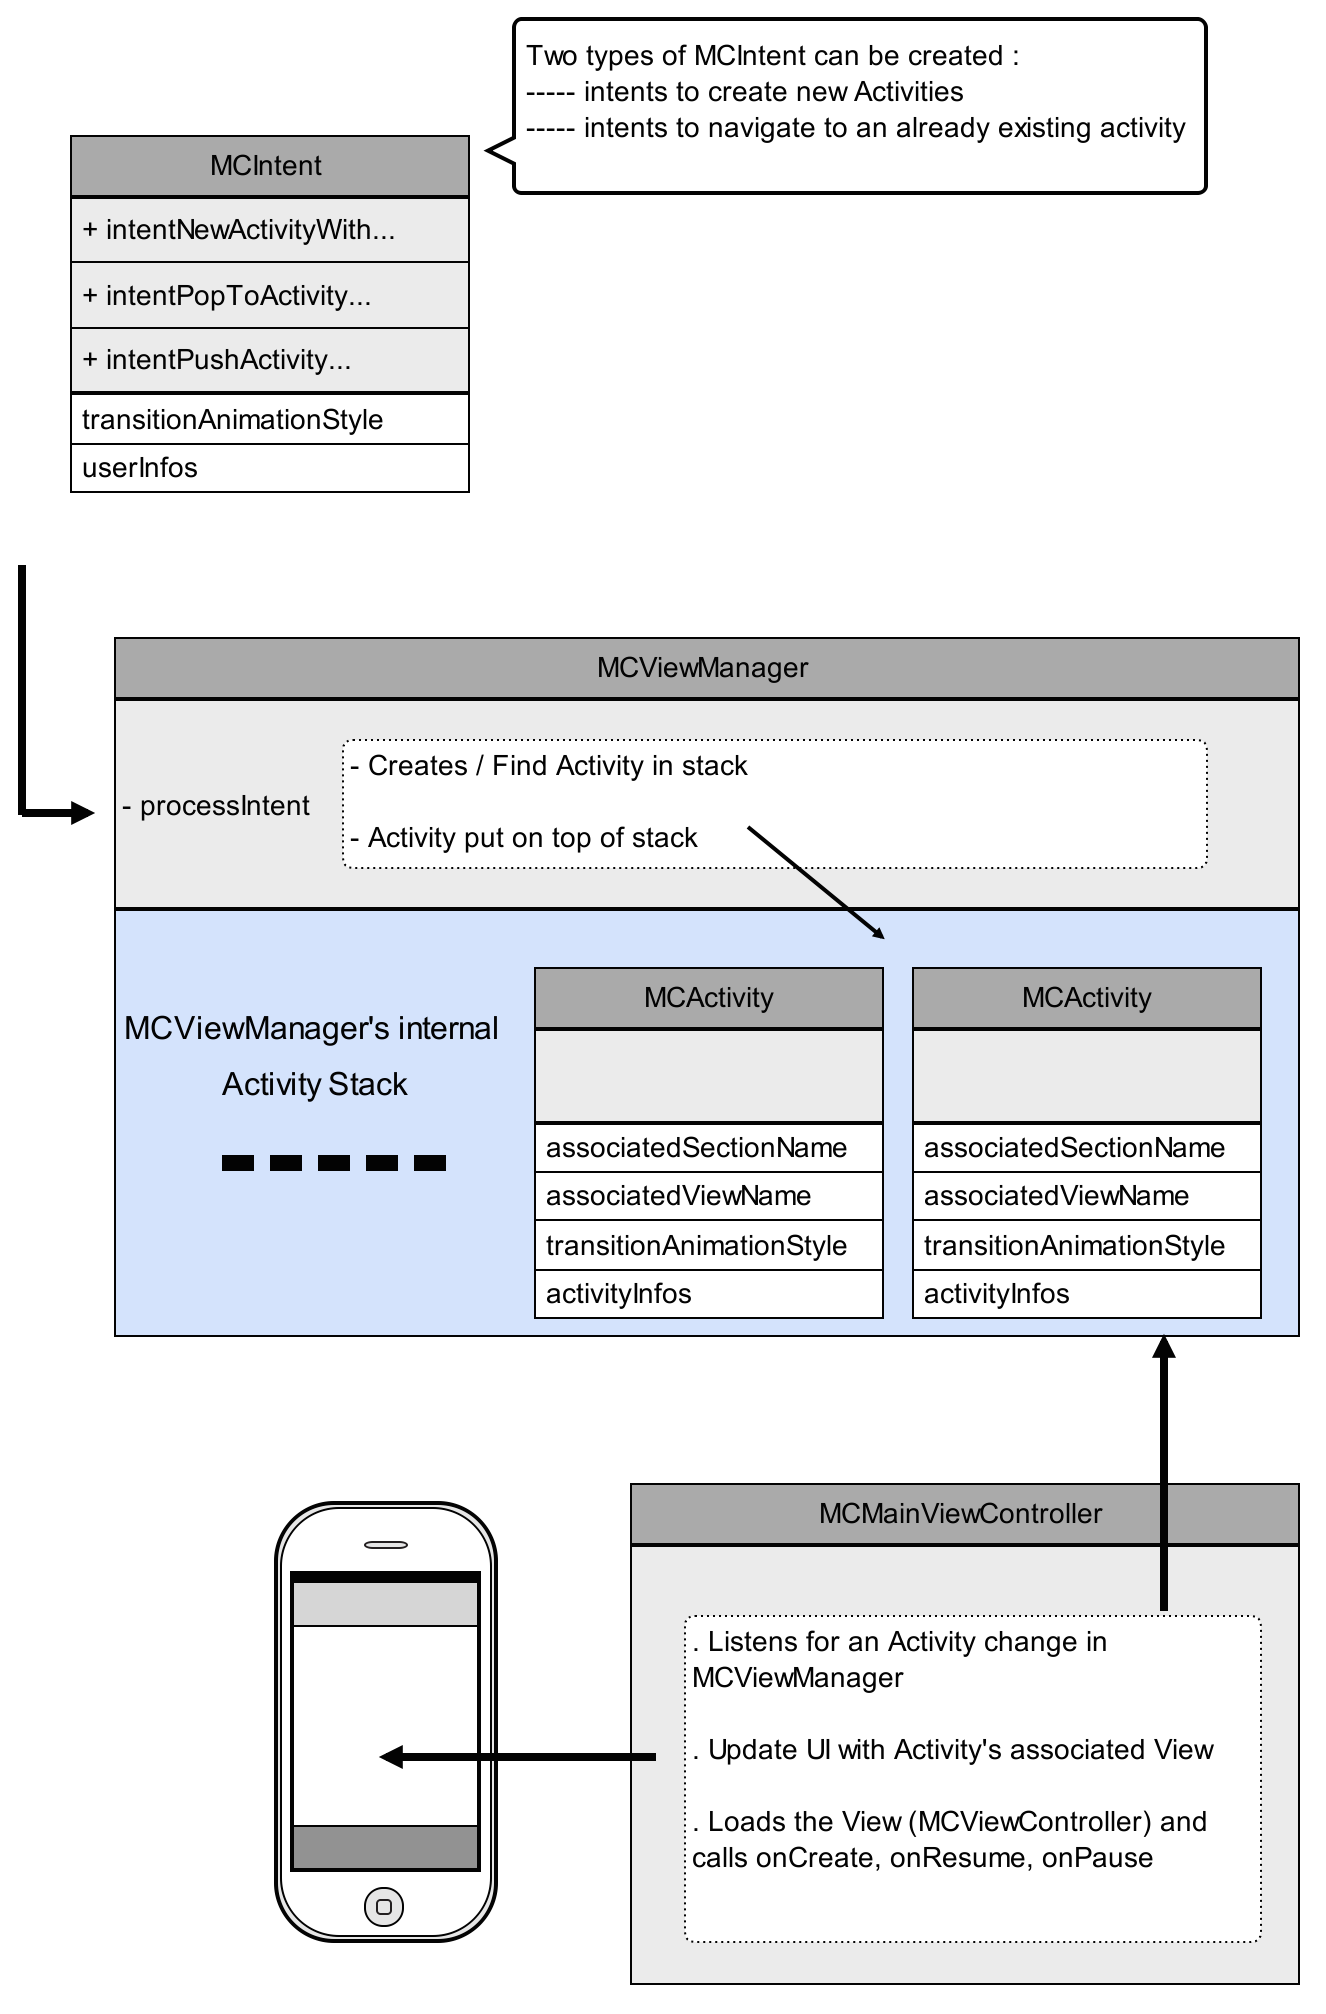 Two types of MCIntent can be created :
----- intents to create new Activities
----- intents to navigate to an already existing activity
MCIntent
+ intentNewActivityWith...
+ intentPopToActivity...
+ intentPushActivity...
transitionAnimationStyle
userInfos
MCViewManager
- processIntent
- Creates / Find Activity in stack
- Activity put on top of stack
MCViewManager's internal
Activity Stack
MCActivity
associatedSectionName
associatedViewName
transitionAnimationStyle
activityInfos
MCActivity
associatedSectionName
associatedViewName
transitionAnimationStyle
activityInfos
MCMainViewController
. Listens for an Activity change in
MCViewManager
. Update UI with Activity's associated View
. Loads the View (MCViewController) and
calls onCreate, onResume, onPause